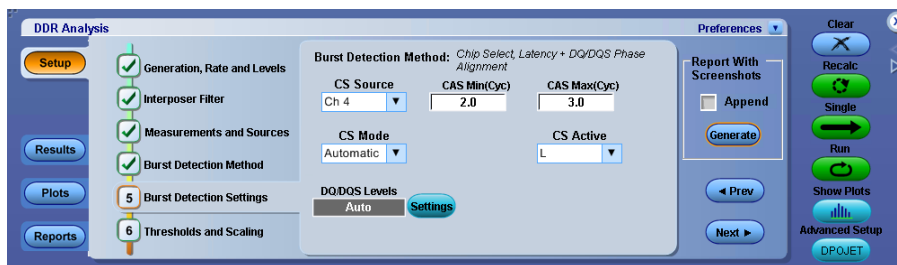 DDR Analysis
Preferences
Clear
Setup
Generation, Rate and Levels
Interposer Filter
Measurements and Sources
Results
Burst Detection Method
Plots
5 Burst Detection Settings
Reports
6 Thresholds and Scaling
Burst Detection Method: Chip Select, Latency + DQ/DQS Phase
Alignment
CS Source
CAS Min(Cyc)
CAS Max(Cyc)
Ch 4
2.0
3.0
CS Mode
CS Active
Automatic
L
DQ/DQS Levels
Auto
Settings
Report With
Screenshots
Append
Generate
Prev
Next
Recalc
Single
Run
Show Plots
Advanced Setup
DPOJET